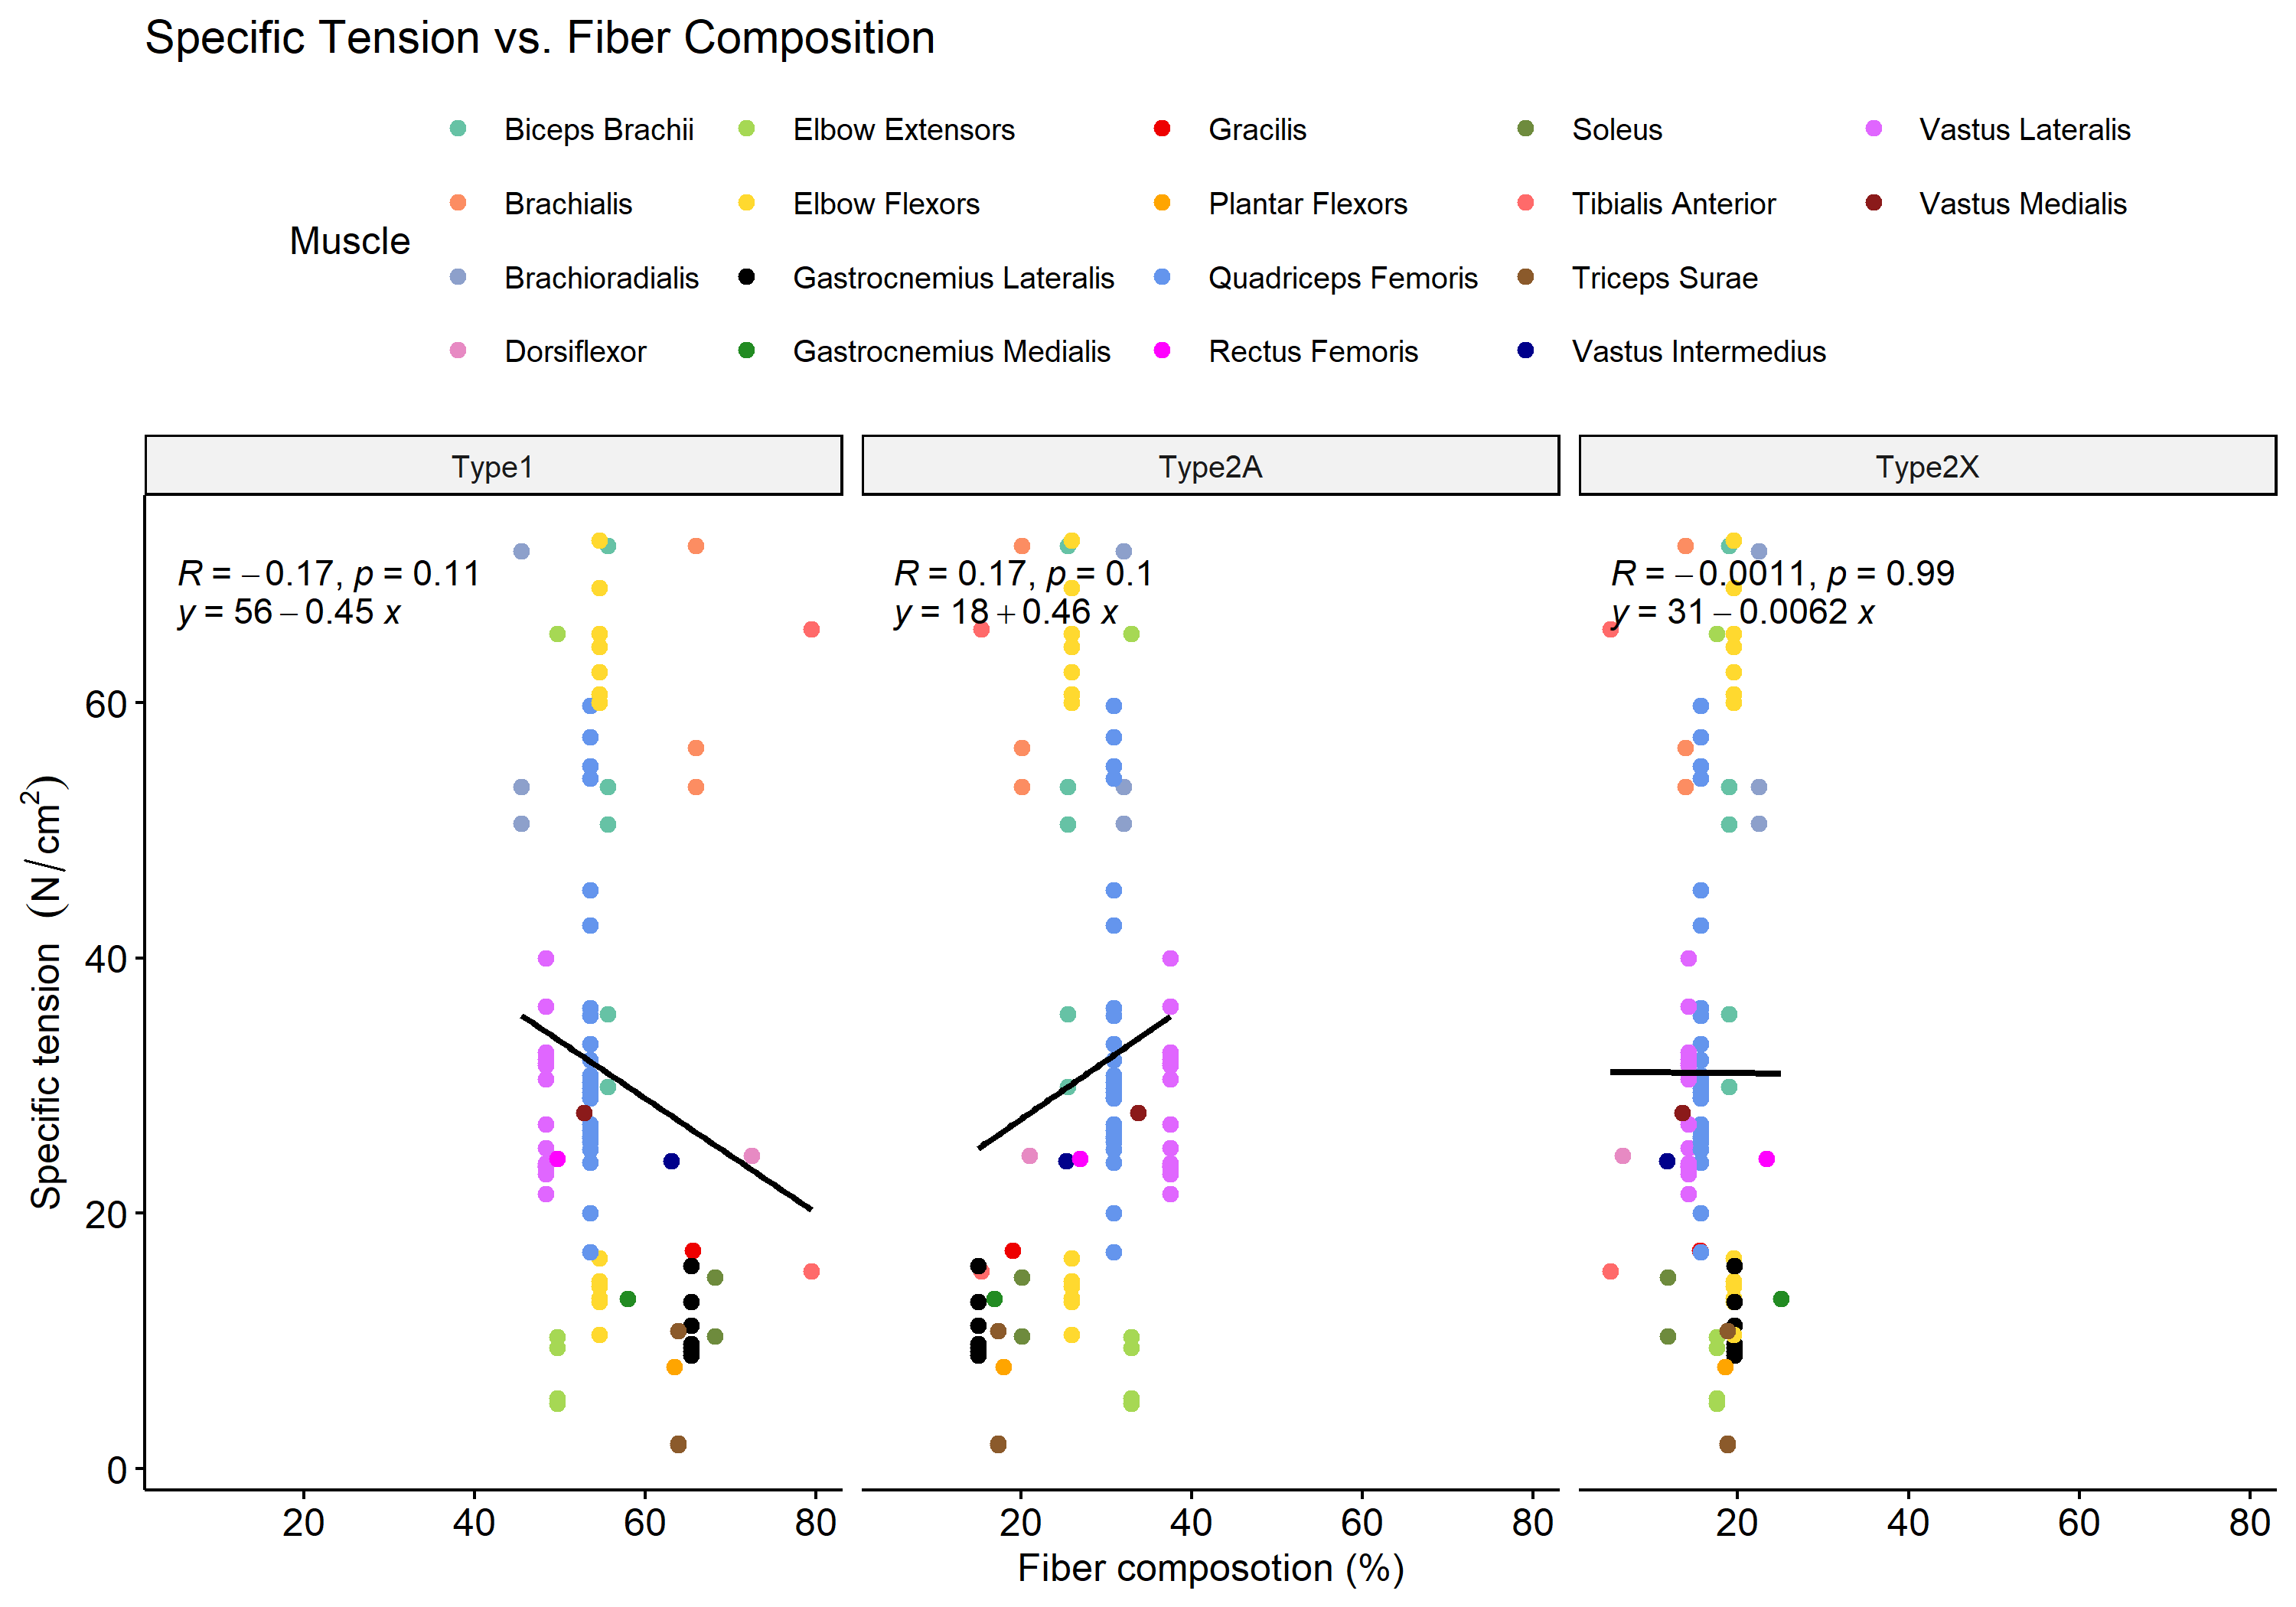 Specific Tension vs. Fiber Composition
Muscle
Biceps Brachii
Brachialis
Brachioradialis
Dorsiflexor
Elbow Extensors
Elbow Flexors
Gastrocnemius Lateralis
Gastrocnemius Medialis
Gracilis
Plantar Flexors
Quadriceps Femoris
Rectus Femoris
Soleus
Tibialis Anterior
Triceps Surae
Vastus Intermedius
Vastus Lateralis
Vastus Medialis
Type1
Type2A
Type2X
R = −0.17, p = 0.11
y = 56 − 0.45 x
R = 0.17, p = 0.1
y = 18 + 0.46 x
R = −0.0011, p = 0.99
y = 31 − 0.0062 x
Specific tension (N/cm²)
60
40
20
0
20 40 60 80
20 40 60 80
20 40 60 80
Fiber composotion (%)